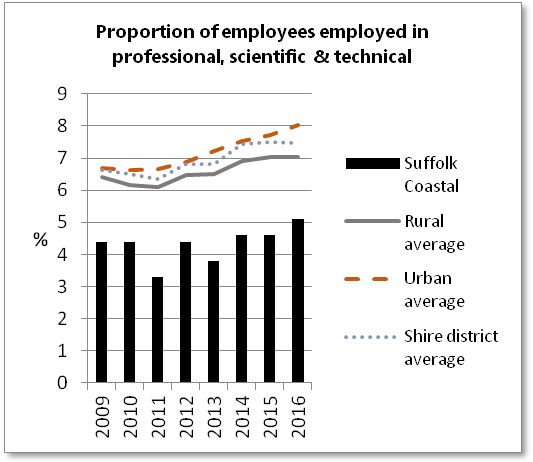 Proportion of employees employed in
professional, scientific & technical
9
8
7
6
5
4
3
2
1
0
%
2009
2010
2011
2012
2013
2014
2015
2016
Suffolk
Coastal
Rural
average
Urban
average
Shire district
average